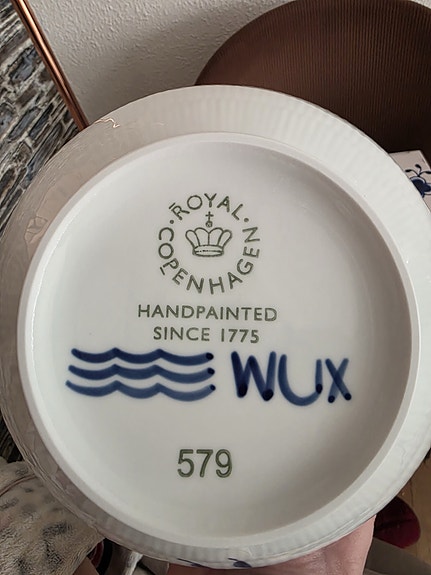 ROYAL COPENHAGEN
HANDPAINTED
SINCE 1775
WUX
579